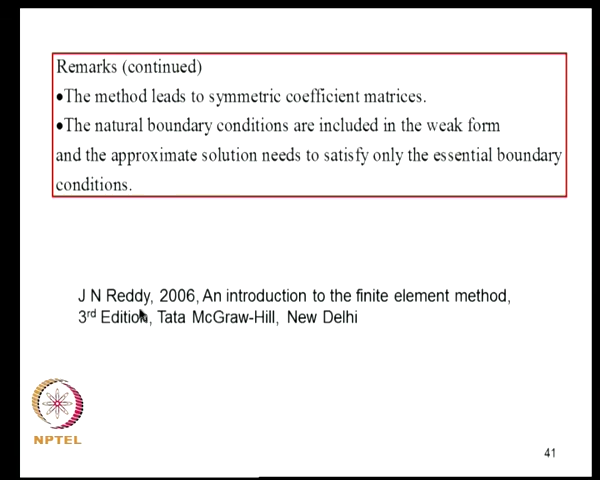 Remarks (continued)
•The method leads to symmetric coefficient matrices.
•The natural boundary conditions are included in the weak form
and the approximate solution needs to satisfy only the essential boundary
conditions.
J N Reddy, 2006, An introduction to the finite element method,
3rd Edition, Tata McGraw-Hill, New Delhi
NPTEL
41